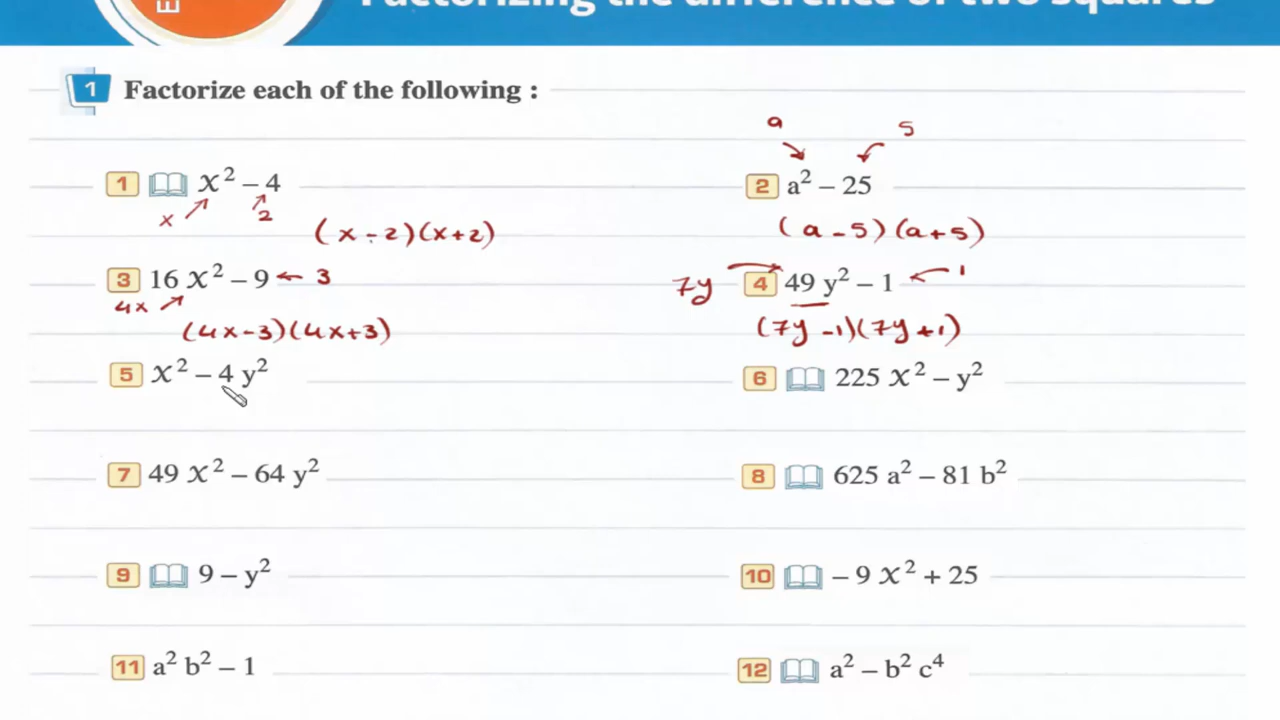 Factorizing the difference of two squares
1 Factorize each of the following :
a 5
1 x² – 4
2 a² – 25
x 2
(x - 2)(x + 2)
(a - 5)(a + 5)
3 16 x² – 9 ← 3
7y 4 49 y² – 1 ← 1
4x
(4x - 3)(4x + 3)
(7y - 1)(7y + 1)
5 x² – 4 y²
6 225 x² – y²
7 49 x² – 64 y²
8 625 a² – 81 b²
9 9 – y²
10 – 9 x² + 25
11 a² b² – 1
12 a² – b² c⁴